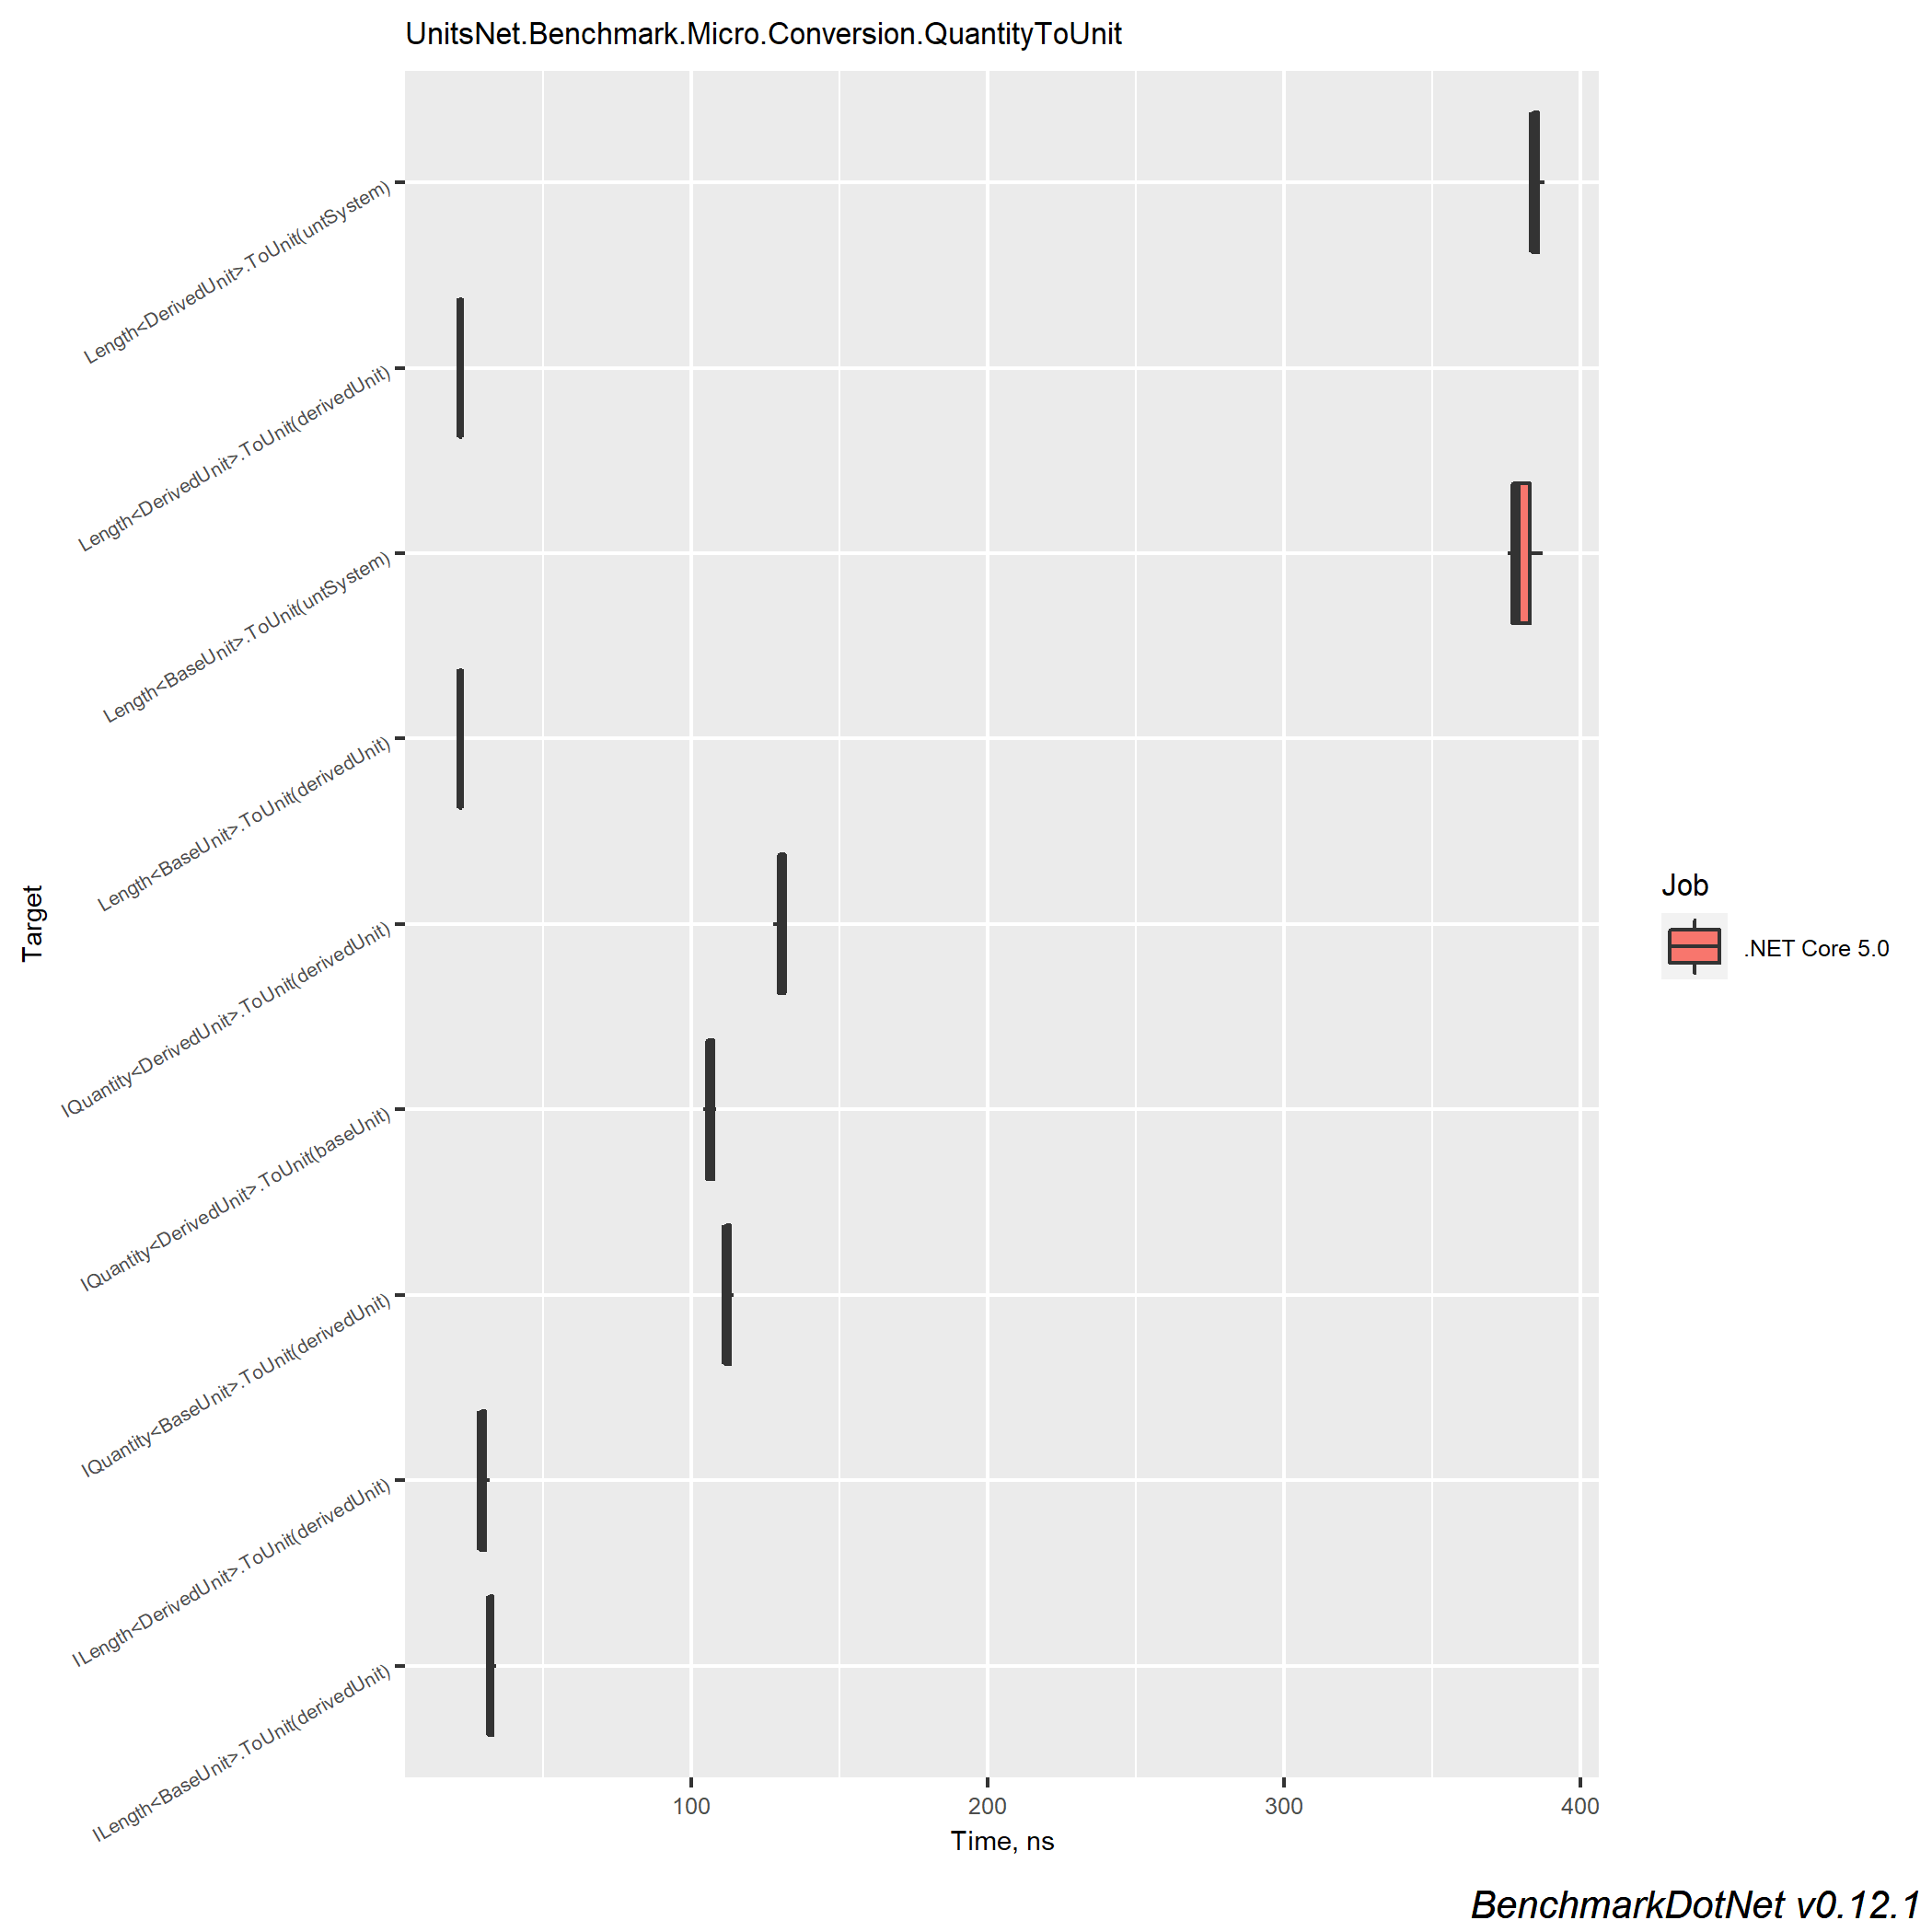 UnitsNet.Benchmark.Micro.Conversion.QuantityToUnit
Length<DerivedUnit>.ToUnit(untSystem)
Length<DerivedUnit>.ToUnit(derivedUnit)
Length<BaseUnit>.ToUnit(untSystem)
Length<BaseUnit>.ToUnit(derivedUnit)
IQuantity<DerivedUnit>.ToUnit(derivedUnit)
IQuantity<DerivedUnit>.ToUnit(baseUnit)
IQuantity<BaseUnit>.ToUnit(derivedUnit)
ILength<DerivedUnit>.ToUnit(derivedUnit)
ILength<BaseUnit>.ToUnit(derivedUnit)
Target
100 200 300 400
Time, ns
Job
.NET Core 5.0
BenchmarkDotNet v0.12.1